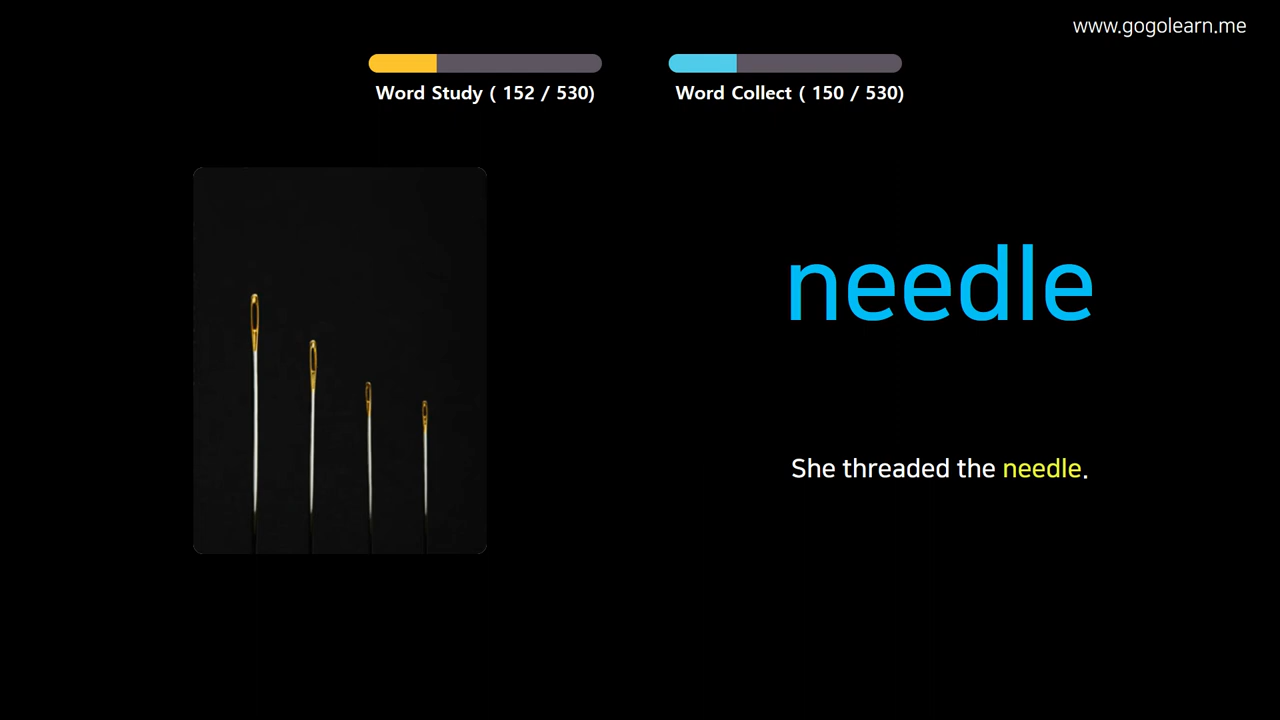 www.gogolearn.me
Word Study ( 152 / 530)
Word Collect ( 150 / 530)
needle
She threaded the needle.